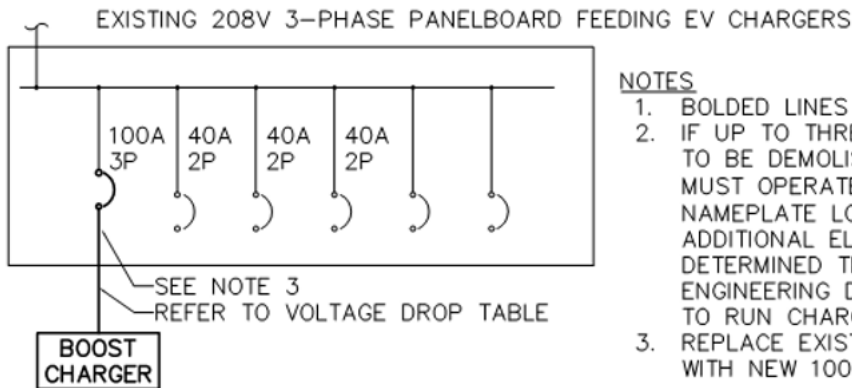 EXISTING 208V 3-PHASE PANELBOARD FEEDING EV CHARGERS
100A
3P
40A
2P
40A
2P
40A
2P
SEE NOTE 3
REFER TO VOLTAGE DROP TABLE
BOOST
CHARGER
NOTES
1. BOLDED LINES
2. IF UP TO THRE
TO BE DEMOLIS
MUST OPERATE
NAMEPLATE LO
ADDITIONAL EL
DETERMINED T
ENGINEERING D
TO RUN CHARG
3. REPLACE EXIST
WITH NEW 100